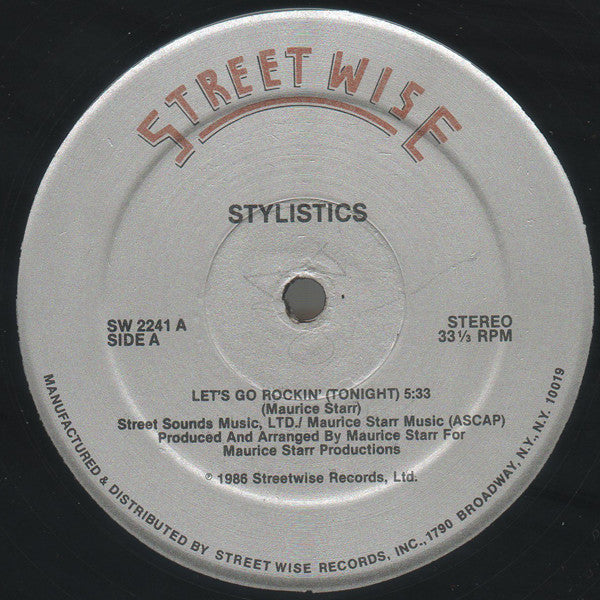 STREET WISE
STYLISTICS
SW 2241 A
SIDE A
STEREO
33 ⅓ RPM
LET'S GO ROCKIN' (TONIGHT) 5:33
(Maurice Starr)
Street Sounds Music, LTD./ Maurice Starr Music (ASCAP)
Produced And Arranged By Maurice Starr For
Maurice Starr Productions
℗ 1986 Streetwise Records, Ltd.
MANUFACTURED & DISTRIBUTED BY STREET WISE RECORDS, INC., 1790 BROADWAY, N.Y., N.Y. 10019